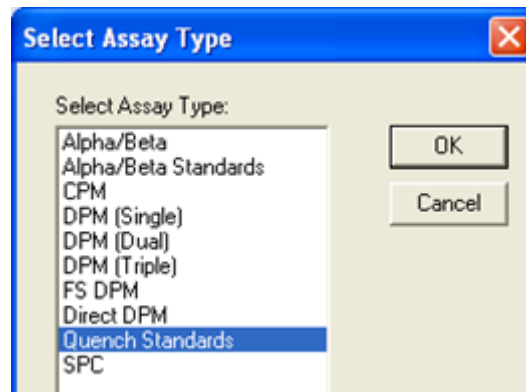 Select Assay Type
Select Assay Type:
Alpha/Beta
Alpha/Beta Standards
CPM
DPM (Single)
DPM (Dual)
DPM (Triple)
FS DPM
Direct DPM
Quench Standards
SPC
OK
Cancel